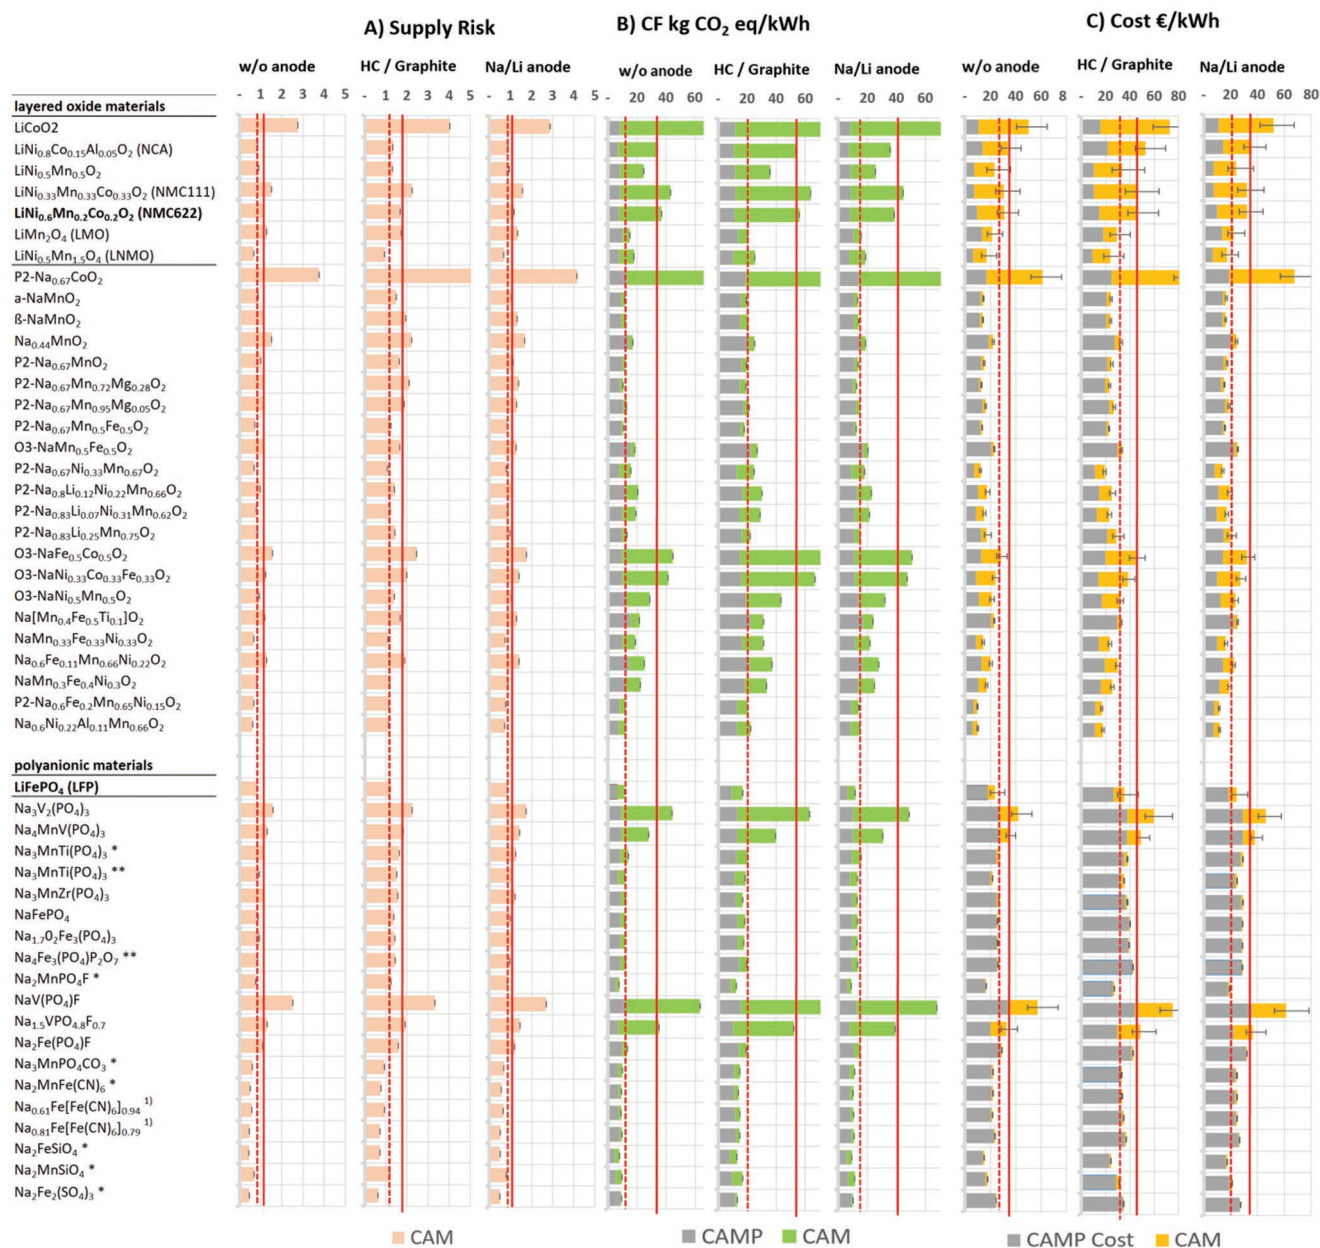 A) Supply Risk B) CF kg CO₂ eq/kWh C) Cost €/kWh
w/o anode HC / Graphite Na/Li anode w/o anode HC / Graphite Na/Li anode w/o anode HC / Graphite Na/Li anode
- 1 2 3 4 5 - 1 2 3 4 5 - 1 2 3 4 5 - 20 40 60 - 20 40 60 - 20 40 60 - 20 40 60 8 - 20 40 60 80 - 20 40 60 80
layered oxide materials
LiCoO2
LiNi₀.₈Co₀.₁₅Al₀.₀₅O₂ (NCA)
LiNi₀.₅Mn₀.₅O₂
LiNi₀.₃₃Mn₀.₃₃Co₀.₃₃O₂ (NMC111)
LiNi₀.₆Mn₀.₂Co₀.₂O₂ (NMC622)
LiMn₂O₄ (LMO)
LiNi₀.₅Mn₁.₅O₄ (LNMO)
P2-Na₀.₆₇CoO₂
a-NaMnO₂
ß-NaMnO₂
Na₀.₄₄MnO₂
P2-Na₀.₆₇MnO₂
P2-Na₀.₆₇Mn₀.₇₂Mg₀.₂₈O₂
P2-Na₀.₆₇Mn₀.₉₅Mg₀.₀₅O₂
P2-Na₀.₆₇Mn₀.₅Fe₀.₅O₂
O3-NaMn₀.₅Fe₀.₅O₂
P2-Na₀.₆₇Ni₀.₃₃Mn₀.₆₇O₂
P2-Na₀.₈Li₀.₁₂Ni₀.₂₂Mn₀.₆₆O₂
P2-Na₀.₈₃Li₀.₀₇Ni₀.₃₁Mn₀.₆₂O₂
P2-Na₀.₈₃Li₀.₂₅Mn₀.₇₅O₂
O3-NaFe₀.₅Co₀.₅O₂
O3-NaNi₀.₃₃Co₀.₃₃Fe₀.₃₃O₂
O3-NaNi₀.₅Mn₀.₅O₂
Na[Mn₀.₄Fe₀.₅Ti₀.₁]O₂
NaMn₀.₃₃Fe₀.₃₃Ni₀.₃₃O₂
Na₀.₆Fe₀.₁₁Mn₀.₆₆Ni₀.₂₂O₂
NaMn₀.₃Fe₀.₄Ni₀.₃O₂
P2-Na₀.₆Fe₀.₂Mn₀.₆₅Ni₀.₁₅O₂
Na₀.₆Ni₀.₂₂Al₀.₁₁Mn₀.₆₆O₂
polyanionic materials
LiFePO₄ (LFP)
Na₃V₂(PO₄)₃
Na₄MnV(PO₄)₃
Na₃MnTi(PO₄)₃ *
Na₃MnTi(PO₄)₃ **
Na₃MnZr(PO₄)₃
NaFePO₄
Na₁.₇0₂Fe₃(PO₄)₃
Na₄Fe₃(PO₄)P₂O₇ **
Na₂MnPO₄F *
NaV(PO₄)F
Na₁.₅VPO₄.₈F₀.₇
Na₂Fe(PO₄)F
Na₃MnPO₄CO₃ *
Na₂MnFe(CN)₆ *
Na₀.₆₁Fe[Fe(CN)₆]₀.₉₄ ¹⁾
Na₀.₈₁Fe[Fe(CN)₆]₀.₇₉ ¹⁾
Na₂FeSiO₄ *
Na₂MnSiO₄ *
Na₂Fe₂(SO₄)₃ *
CAM CAMP CAM CAMP Cost CAM